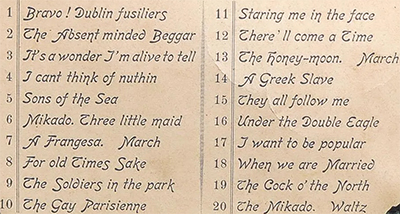 1 Bravo! Dublin fusiliers
2 The Absent minded Beggar
3 It's a wonder I'm alive to tell
4 I cant think of nuthin
5 Sons of the Sea
6 Mikado. Three little maid
7 A Frangesa. March
8 For old Times Sake
9 The Soldiers in the park
10 The Gay Parisienne
11 Staring me in the face
12 There'll come a Time
13 The Honey-moon. March
14 A Greek Slave
15 They all follow me
16 Under the Double Eagle
17 I want to be popular
18 When we are Married
19 The Cock o' the North
20 The Mikado. Waltz